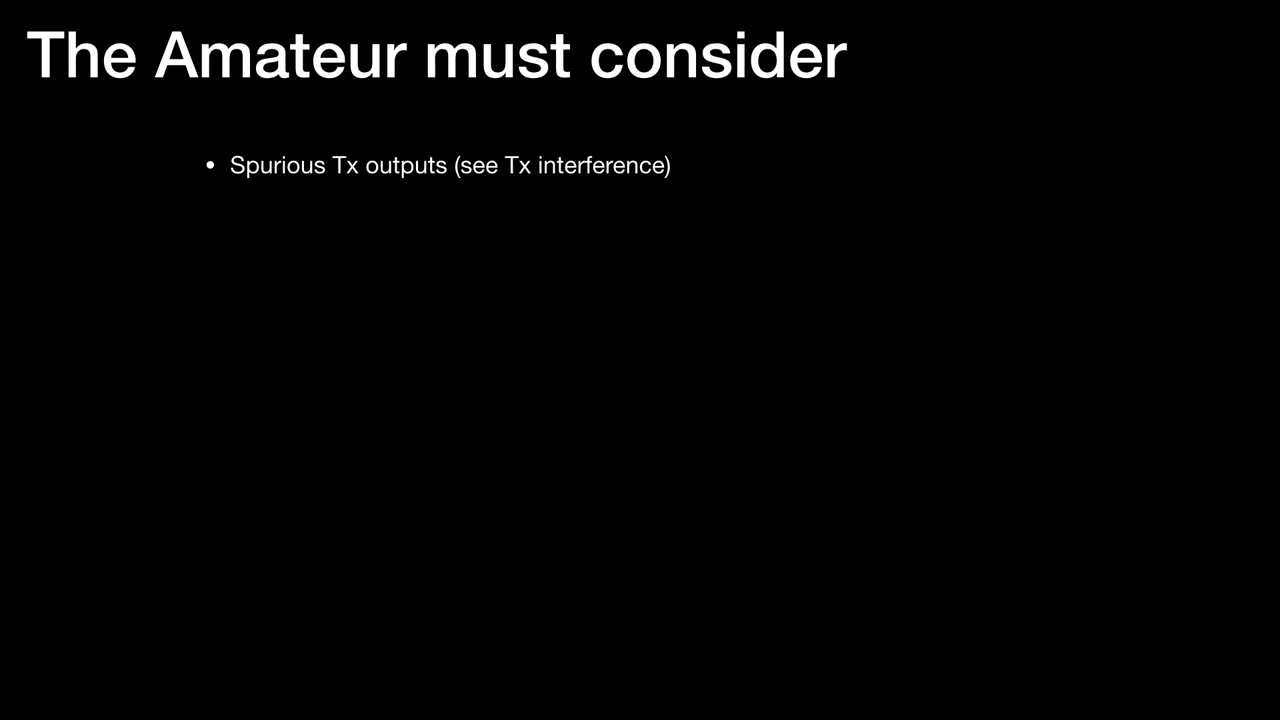 The Amateur must consider
• Spurious Tx outputs (see Tx interference)